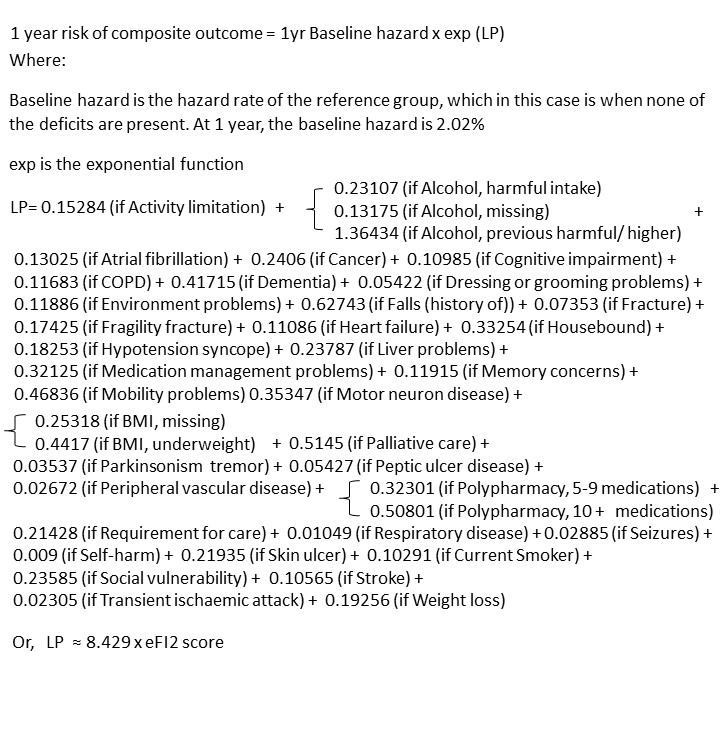 1 year risk of composite outcome = 1yr Baseline hazard x exp (LP)
Where:
Baseline hazard is the hazard rate of the reference group, which in this case is when none of
the deficits are present. At 1 year, the baseline hazard is 2.02%
exp is the exponential function
0.23107 (if Alcohol, harmful intake)
LP= 0.15284 (if Activity limitation) + 0.13175 (if Alcohol, missing) +
1.36434 (if Alcohol, previous harmful/ higher)
0.13025 (if Atrial fibrillation) + 0.2406 (if Cancer) + 0.10985 (if Cognitive impairment) +
0.11683 (if COPD) + 0.41715 (if Dementia) + 0.05422 (if Dressing or grooming problems) +
0.11886 (if Environment problems) + 0.62743 (if Falls (history of)) + 0.07353 (if Fracture) +
0.17425 (if Fragility fracture) + 0.11086 (if Heart failure) + 0.33254 (if Housebound) +
0.18253 (if Hypotension syncope) + 0.23787 (if Liver problems) +
0.32125 (if Medication management problems) + 0.11915 (if Memory concerns) +
0.46836 (if Mobility problems) 0.35347 (if Motor neuron disease) +
0.25318 (if BMI, missing)
0.4417 (if BMI, underweight) + 0.5145 (if Palliative care) +
0.03537 (if Parkinsonism tremor) + 0.05427 (if Peptic ulcer disease) +
0.02672 (if Peripheral vascular disease) + 0.32301 (if Polypharmacy, 5-9 medications) +
0.50801 (if Polypharmacy, 10 + medications)
0.21428 (if Requirement for care) + 0.01049 (if Respiratory disease) + 0.02885 (if Seizures) +
0.009 (if Self-harm) + 0.21935 (if Skin ulcer) + 0.10291 (if Current Smoker) +
0.23585 (if Social vulnerability) + 0.10565 (if Stroke) +
0.02305 (if Transient ischaemic attack) + 0.19256 (if Weight loss)
Or, LP ≈ 8.429 x eFI2 score